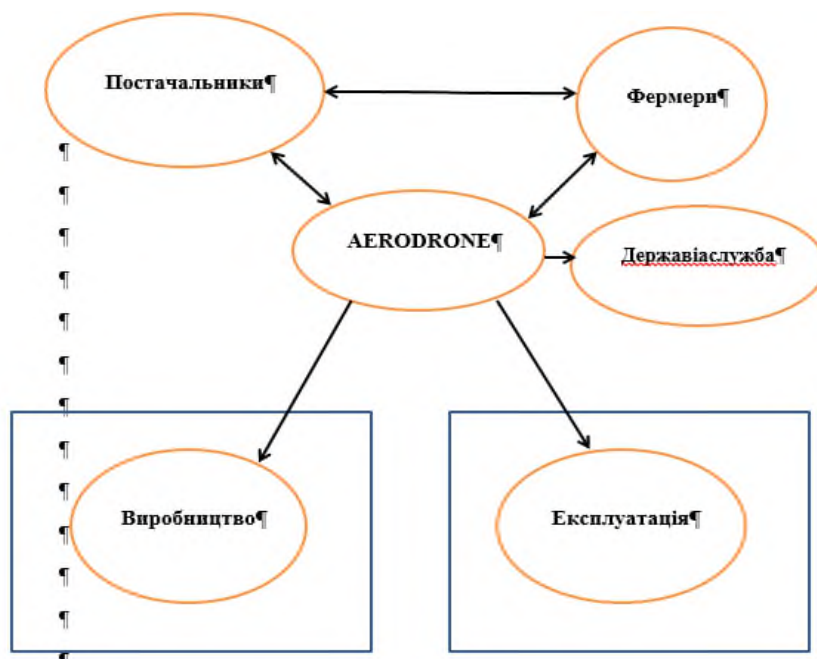 Постачальники¶
Фермери¶
¶
¶
AERODRONE¶
¶
Державіаслужба¶
¶
¶
¶
¶
¶
¶
Виробництво¶
Експлуатація¶
¶
¶
¶
¶